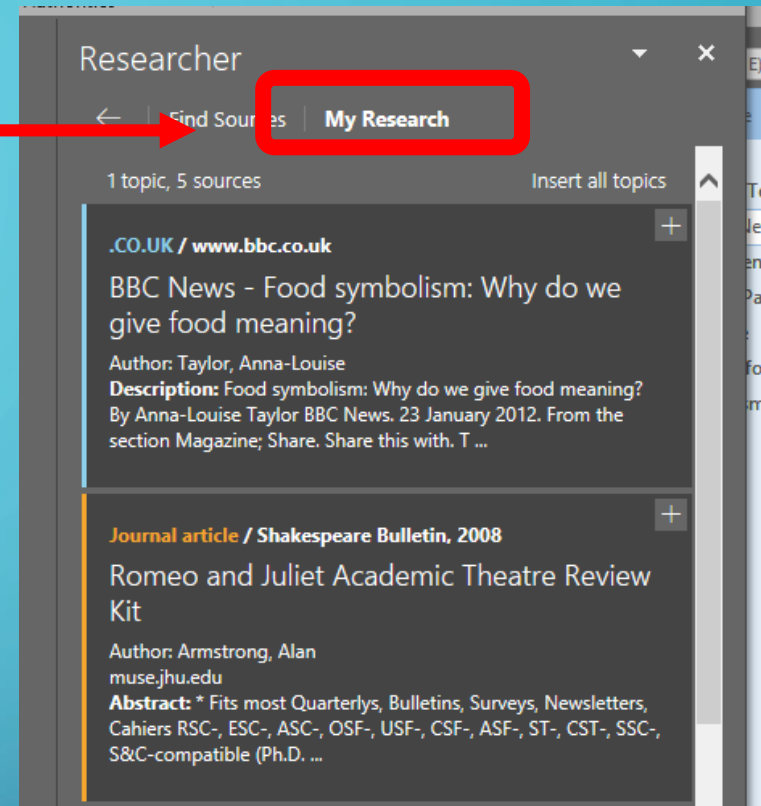 Researcher
Find Sources My Research
1 topic, 5 sources Insert all topics
.CO.UK / www.bbc.co.uk
BBC News - Food symbolism: Why do we
give food meaning?
Author: Taylor, Anna-Louise
Description: Food symbolism: Why do we give food meaning?
By Anna-Louise Taylor BBC News. 23 January 2012. From the
section Magazine; Share. Share this with. T ...
Journal article / Shakespeare Bulletin, 2008
Romeo and Juliet Academic Theatre Review
Kit
Author: Armstrong, Alan
muse.jhu.edu
Abstract: * Fits most Quarterlys, Bulletins, Surveys, Newsletters,
Cahiers RSC-, ESC-, ASC-, OSF-, USF-, CSF-, ASF-, ST-, CST-, SSC-,
S&C-compatible (Ph.D. ...